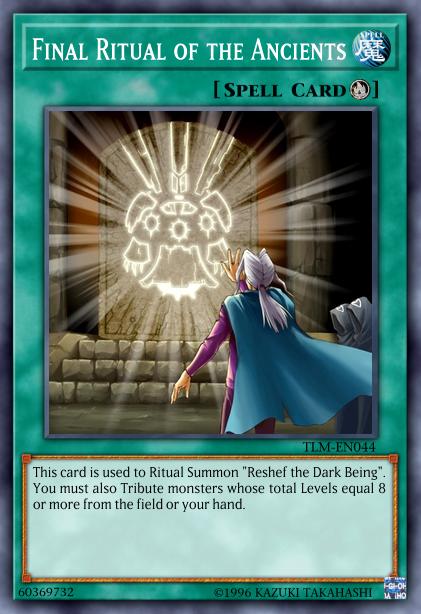 FINAL RITUAL OF THE ANCIENTS
SPELL
魔
[SPELL CARD]
TLM-EN044
This card is used to Ritual Summon "Reshef the Dark Being".
You must also Tribute monsters whose total Levels equal 8
or more from the field or your hand.
60369732
©1996 KAZUKI TAKAHASHI